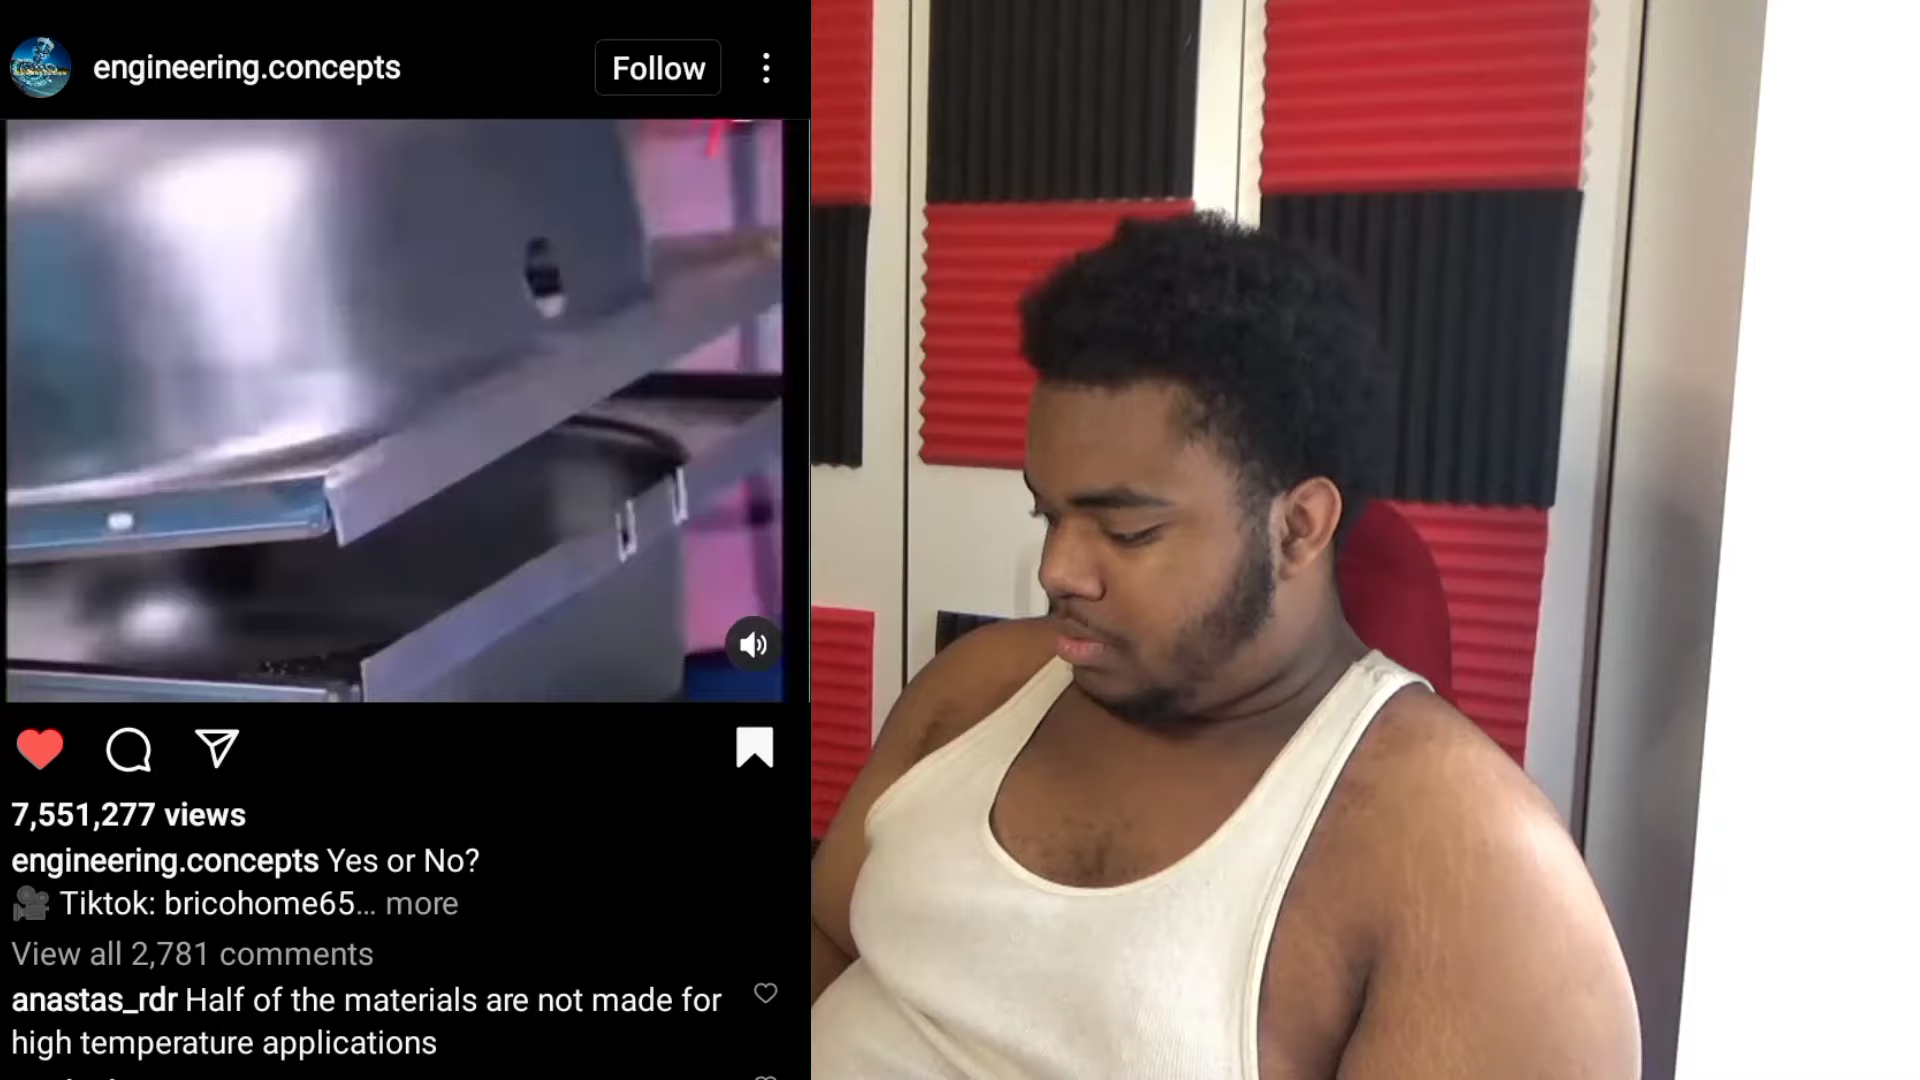 engineering.concepts
Follow
7,551,277 views
engineering.concepts Yes or No?
Tiktok: bricohome65... more
View all 2,781 comments
anastas_rdr Half of the materials are not made for
high temperature applications